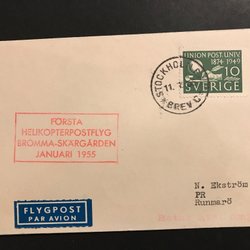 UNION POST. UNIV.
1874 1949
10
SVERIGE
STOCKHOLM
11.
BREV
FÖRSTA
HELIKOPTERPOSTFLYG
BROMMA-SKÄRGÅRDEN
JANUARI 1955
N. Ekström
PR
Runmarö
FLYGPOST
PAR AVION